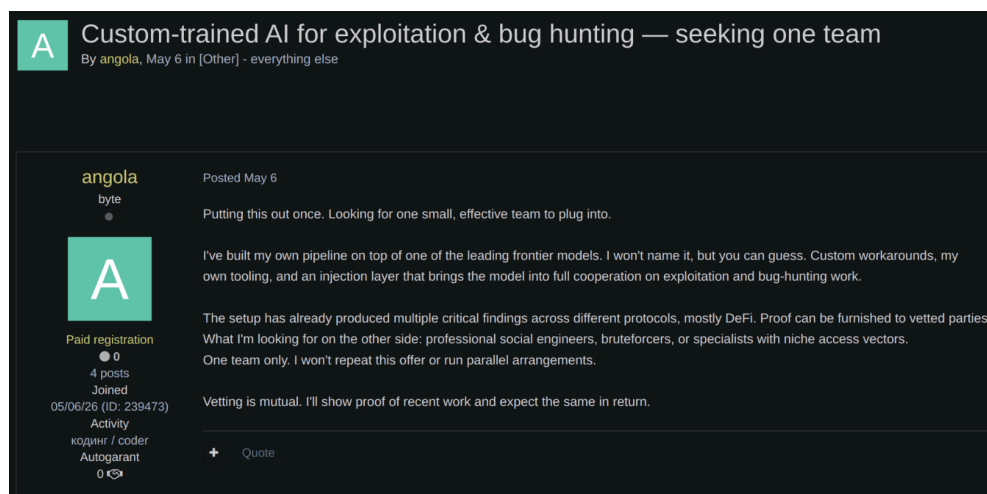 A
Custom-trained AI for exploitation & bug hunting — seeking one team
By angola, May 6 in [Other] - everything else
angola
byte
A
Paid registration
0
4 posts
Joined
05/06/26 (ID: 239473)
Activity
кодинг / coder
Autogarant
0
Posted May 6
Putting this out once. Looking for one small, effective team to plug into.
I've built my own pipeline on top of one of the leading frontier models. I won't name it, but you can guess. Custom workarounds, my
own tooling, and an injection layer that brings the model into full cooperation on exploitation and bug-hunting work.
The setup has already produced multiple critical findings across different protocols, mostly DeFi. Proof can be furnished to vetted parties
What I'm looking for on the other side: professional social engineers, bruteforcers, or specialists with niche access vectors.
One team only. I won't repeat this offer or run parallel arrangements.
Vetting is mutual. I'll show proof of recent work and expect the same in return.
+ Quote